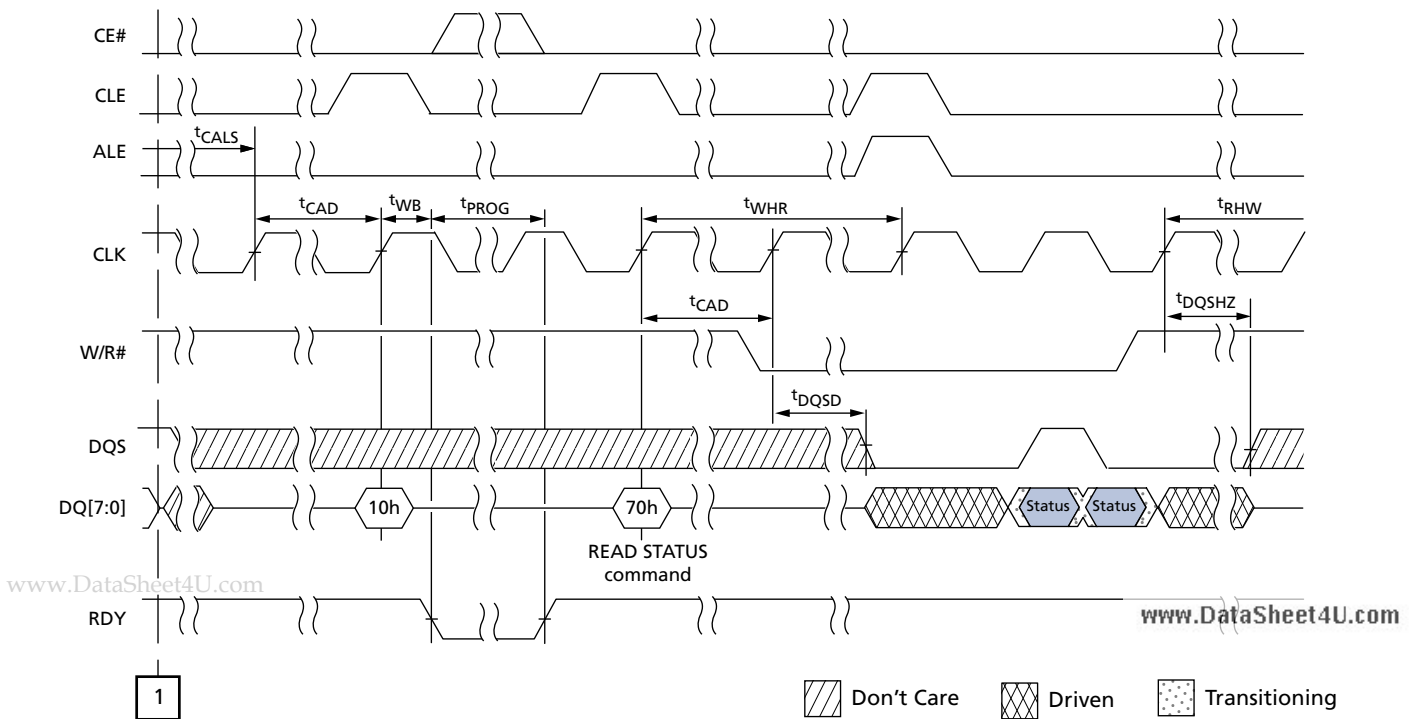 CE#
CLE
tCALS
ALE
tCAD tWB tPROG tWHR tRHW
CLK
tCAD tDQSHZ
W/R#
tDQSD
DQS
DQ[7:0] 10h 70h Status Status
READ STATUS
command
www.DataSheet4U.com
RDY
www.DataSheet4U.com
1
Don't Care Driven Transitioning